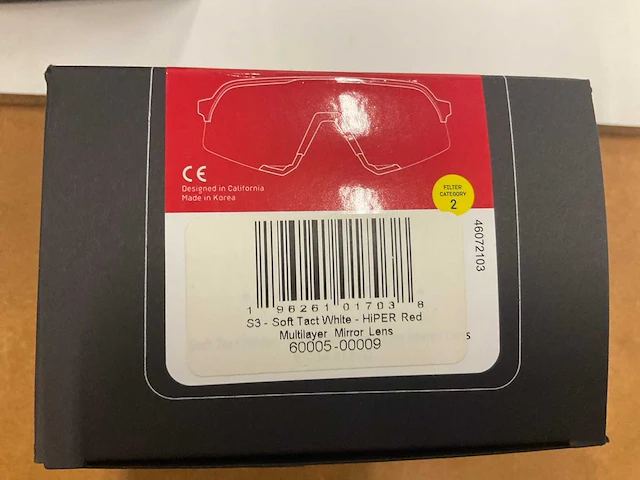 CE
Designed in California
Made in Korea
FILTER
CATEGORY
2
46072103
1 96261 01703 8
S3 - Soft Tact White - HiPER Red
Multilayer Mirror Lens
60005-00009